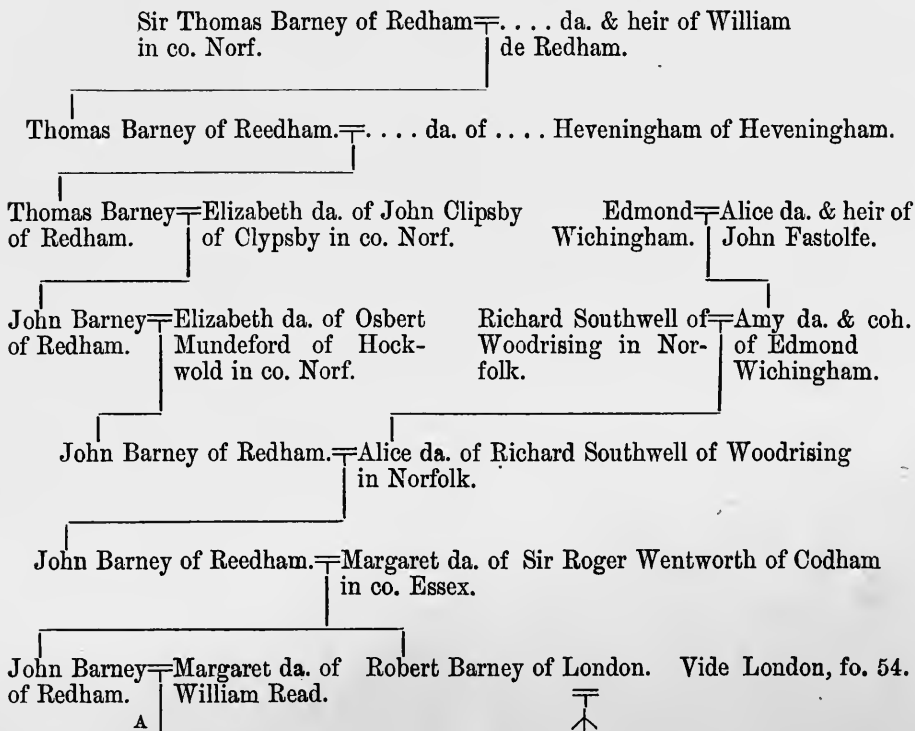 Sir Thomas Barney of Redham=. . . . da. & heir of William
in co. Norf. de Redham.
Thomas Barney of Reedham.=. . . . da. of . . . . Heveningham of Heveningham.
Thomas Barney=Elizabeth da. of John Clipsby Edmond=Alice da. & heir of
of Redham. of Clypsby in co. Norf. Wichingham. John Fastolfe.
John Barney=Elizabeth da. of Osbert Richard Southwell of=Amy da. & coh.
of Redham. Mundeford of Hock- Woodrising in Nor- of Edmond
wold in co. Norf. folk. Wichingham.
John Barney of Redham.=Alice da. of Richard Southwell of Woodrising
in Norfolk.
John Barney of Reedham.=Margaret da. of Sir Roger Wentworth of Codham
in co. Essex.
John Barney=Margaret da. of Robert Barney of London. Vide London, fo. 54.
of Redham. William Read.
A